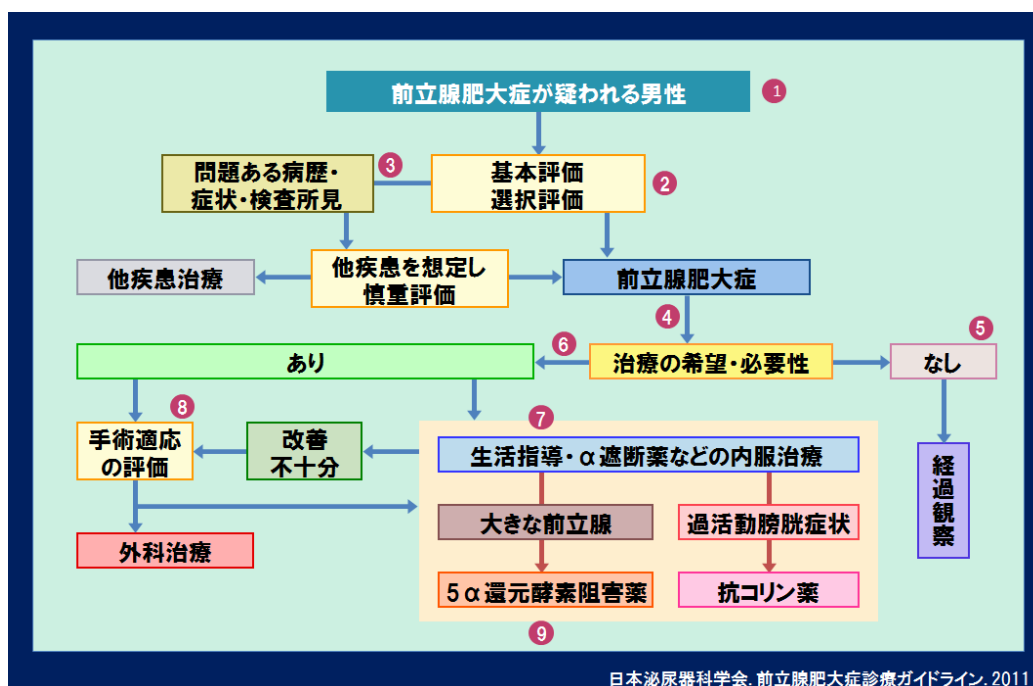 前立腺肥大症が疑われる男性
1
問題ある病歴・
症状・検査所見
3
基本評価
選択評価
2
他疾患治療
他疾患を想定し
慎重評価
前立腺肥大症
4
5
あり
6
治療の希望・必要性
なし
8
7
手術適応
の評価
改善
不十分
生活指導・α遮断薬などの内服治療
経過観察
大きな前立腺
過活動膀胱症状
外科治療
5α還元酵素阻害薬
抗コリン薬
9
日本泌尿器科学会.前立腺肥大症診療ガイドライン.2011